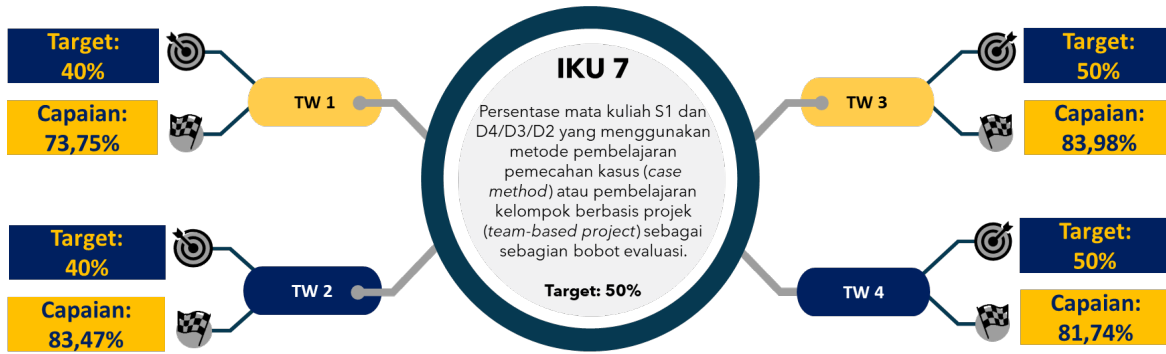 Target:
40%
Capaian:
73,75%
TW 1
Target:
40%
Capaian:
83,47%
TW 2
IKU 7
Persentase mata kuliah S1 dan
D4/D3/D2 yang menggunakan
metode pembelajaran
pemecahan kasus (case
method) atau pembelajaran
kelompok berbasis projek
(team-based project) sebagai
sebagian bobot evaluasi.
Target: 50%
TW 3
Target:
50%
Capaian:
83,98%
TW 4
Target:
50%
Capaian:
81,74%